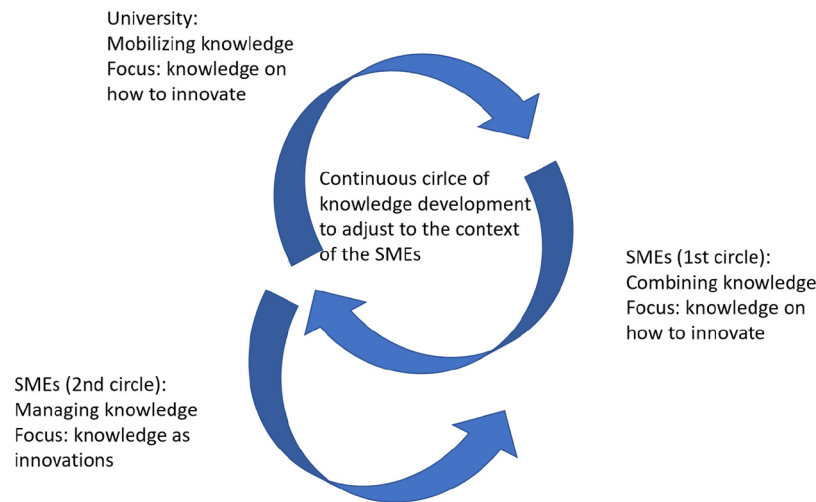 University:
Mobilizing knowledge
Focus: knowledge on
how to innovate
Continuous cirlce of
knowledge development
to adjust to the context
of the SMEs
SMEs (1st circle):
Combining knowledge
Focus: knowledge on
how to innovate
SMEs (2nd circle):
Managing knowledge
Focus: knowledge as
innovations